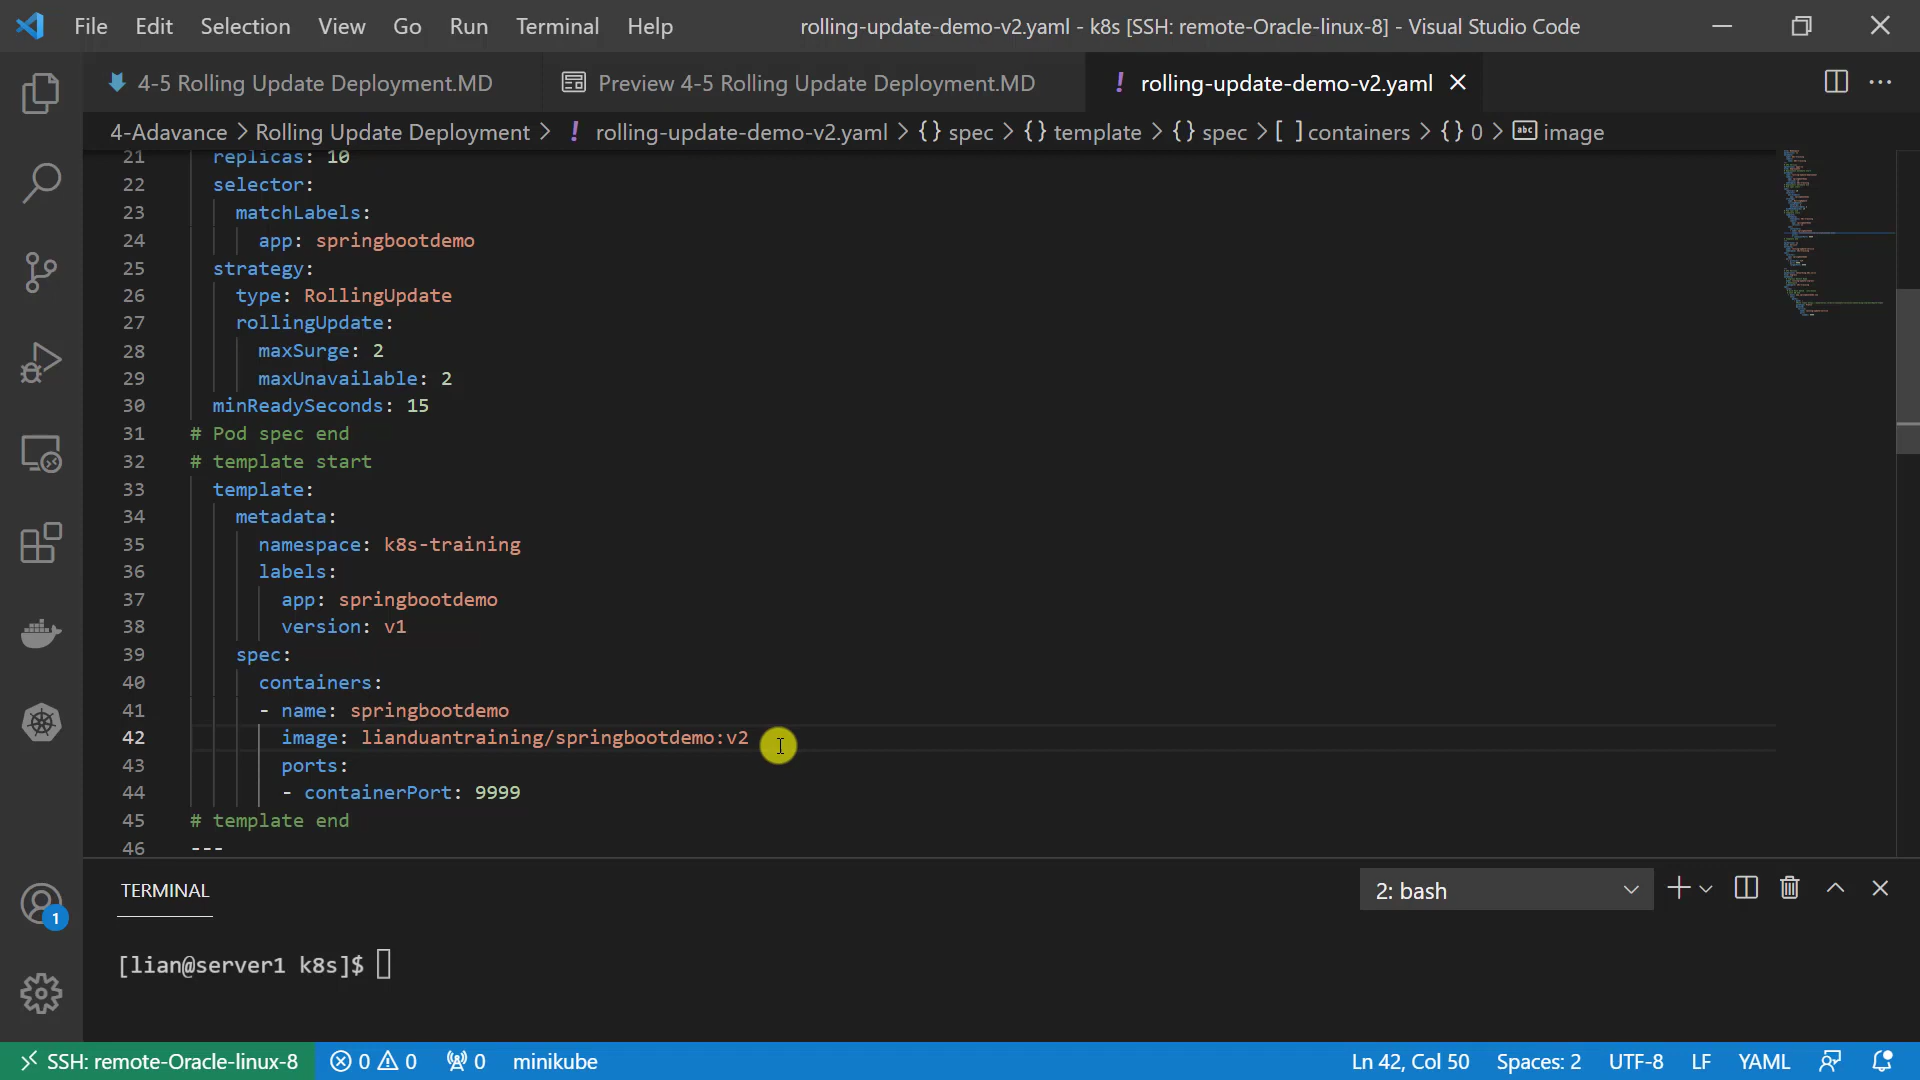 File Edit Selection View Go Run Terminal Help rolling-update-demo-v2.yaml - k8s [SSH: remote-Oracle-linux-8] - Visual Studio Code
4-5 Rolling Update Deployment.MD Preview 4-5 Rolling Update Deployment.MD ! rolling-update-demo-v2.yaml
4-Adavance > Rolling Update Deployment > ! rolling-update-demo-v2.yaml > {} spec > {} template > {} spec > [ ] containers > {} 0 > abc image
21 replicas: 10
22 selector:
23 matchLabels:
24 app: springbootdemo
25 strategy:
26 type: RollingUpdate
27 rollingUpdate:
28 maxSurge: 2
29 maxUnavailable: 2
30 minReadySeconds: 15
31 # Pod spec end
32 # template start
33 template:
34 metadata:
35 namespace: k8s-training
36 labels:
37 app: springbootdemo
38 version: v1
39 spec:
40 containers:
41 - name: springbootdemo
42 image: lianduantraining/springbootdemo:v2
43 ports:
44 - containerPort: 9999
45 # template end
46 ---
TERMINAL 2: bash
[lian@server1 k8s]$
1
SSH: remote-Oracle-linux-8 0 0 0 minikube Ln 42, Col 50 Spaces: 2 UTF-8 LF YAML